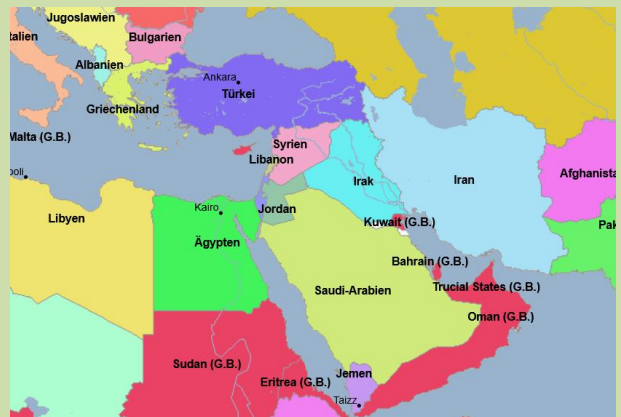 Jugoslawien
talien
Bulgarien
Albanien
Ankara
Türkei
Griechenland
Malta (G.B.)
Syrien
Libanon
oli
Irak
Iran
Afghanista
Kairo
Jordan
Libyen
Kuwait (G.B.)
Pak
Ägypten
Bahrain (G.B.)
Saudi-Arabien
Trucial States (G.B.)
Oman (G.B.)
Sudan (G.B.)
Jemen
Eritrea (G.B.)
Taizz